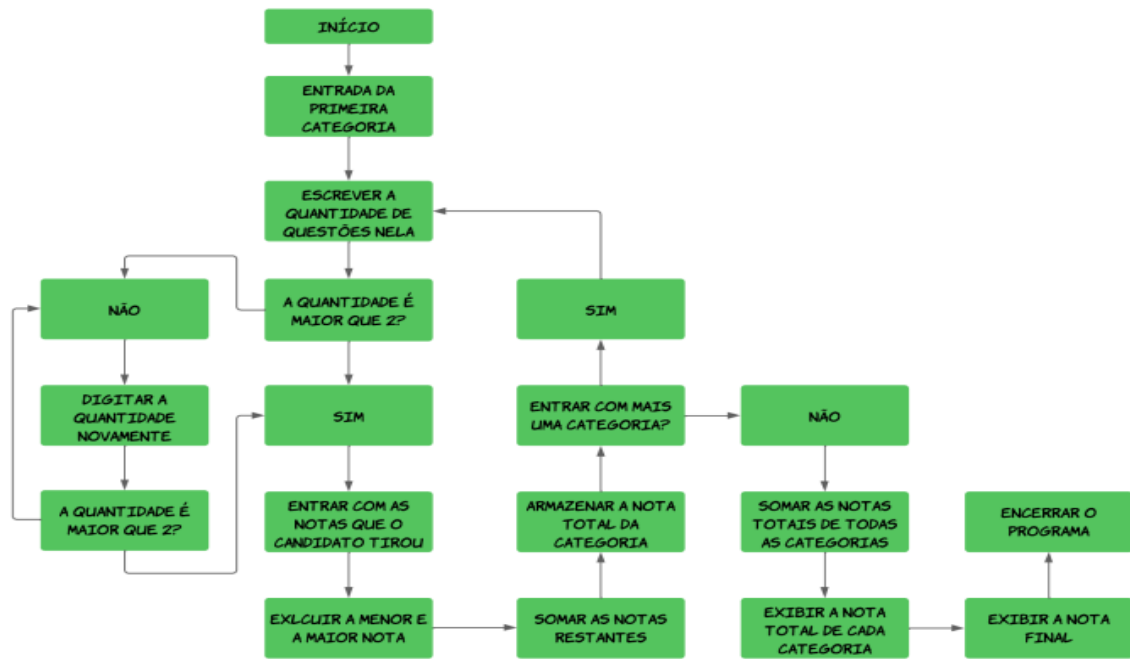 INÍCIO
ENTRADA DA
PRIMEIRA
CATEGORIA
ESCREVER A
QUANTIDADE DE
QUESTÕES NELA
A QUANTIDADE É
MAIOR QUE 2?
NÃO
DIGITAR A
QUANTIDADE
NOVAMENTE
A QUANTIDADE É
MAIOR QUE 2?
SIM
ENTRAR COM AS
NOTAS QUE O
CANDIDATO TIROU
EXLCUIR A MENOR E
A MAIOR NOTA
SOMAR AS NOTAS
RESTANTES
ARMAZENAR A NOTA
TOTAL DA
CATEGORIA
ENTRAR COM MAIS
UMA CATEGORIA?
SIM
NÃO
SOMAR AS NOTAS
TOTAIS DE TODAS
AS CATEGORIAS
EXIBIR A NOTA
TOTAL DE CADA
CATEGORIA
EXIBIR A NOTA
FINAL
ENCERRAR O
PROGRAMA